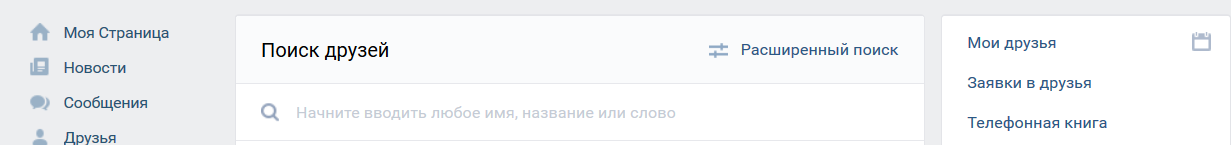 Моя Страница
Новости
Сообщения
Друзья
Поиск друзей
Расширенный поиск
Начните вводить любое имя, название или слово
Мои друзья
Заявки в друзья
Телефонная книга